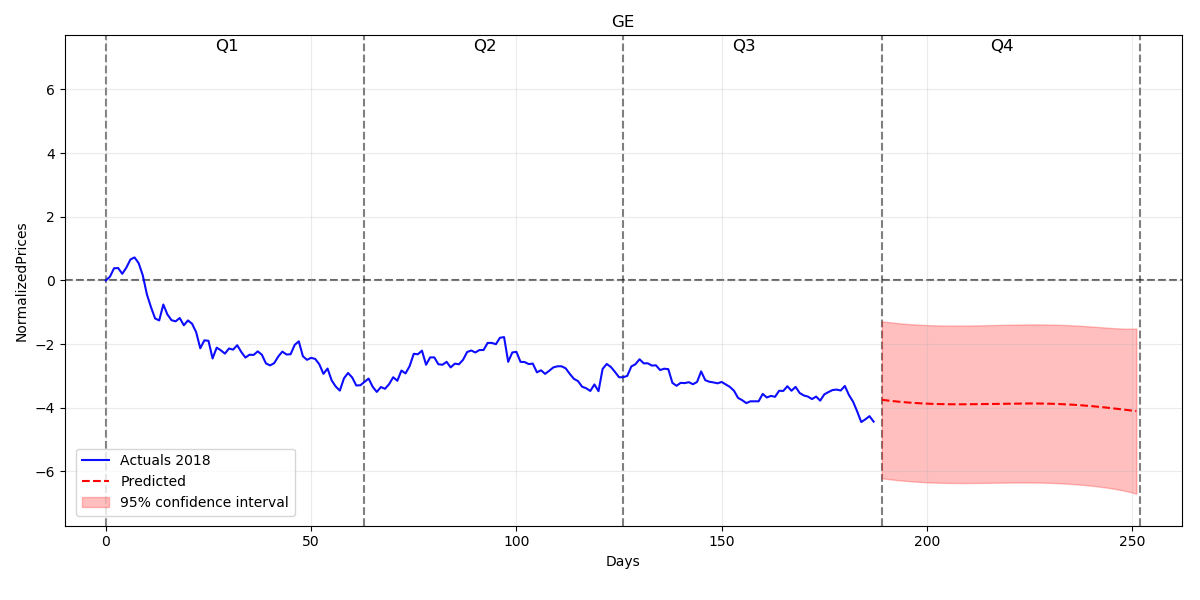 GE
Q1 Q2 Q3 Q4
NormalizedPrices
6
4
2
0
−2
−4
−6
Actuals 2018
Predicted
95% confidence interval
0 50 100 150 200 250
Days